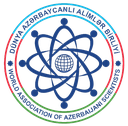 DÜNYA AZƏRBAYCANLI ALİMLƏR BİRLİYİ
WORLD ASSOCIATION OF AZERBAIJANI SCIENTISTS